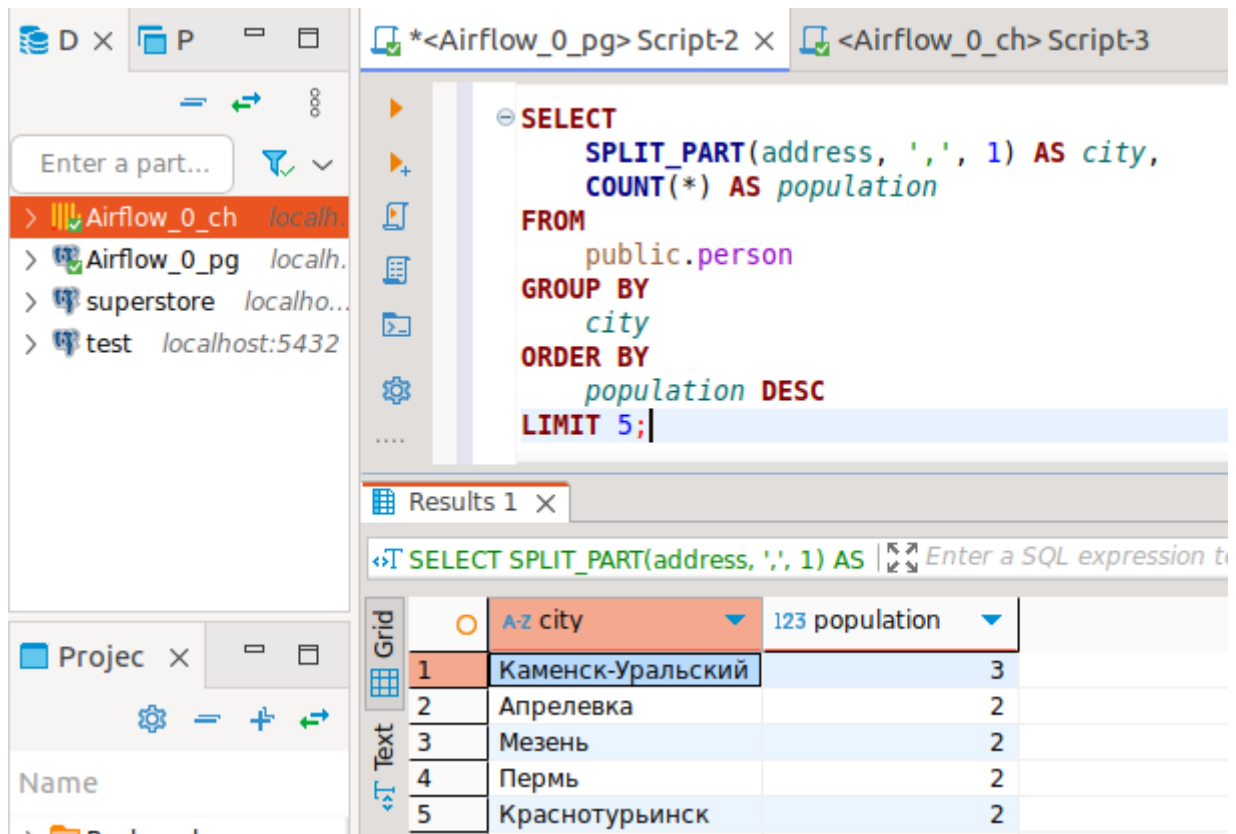 D
P
Enter a part...
Airflow_0_ch localh.
Airflow_0_pg localh.
superstore localho...
test localhost:5432
Projec
Name
*<Airflow_0_pg> Script-2
<Airflow_0_ch> Script-3
SELECT
SPLIT_PART(address, ',', 1) AS city,
COUNT(*) AS population
FROM
public.person
GROUP BY
city
ORDER BY
population DESC
LIMIT 5;
Results 1
SELECT SPLIT_PART(address, ',', 1) AS
Enter a SQL expression to
Grid
Text
A-Z city 123 population
1 Каменск-Уральский 3
2 Апрелевка 2
3 Мезень 2
4 Пермь 2
5 Краснотурьинск 2